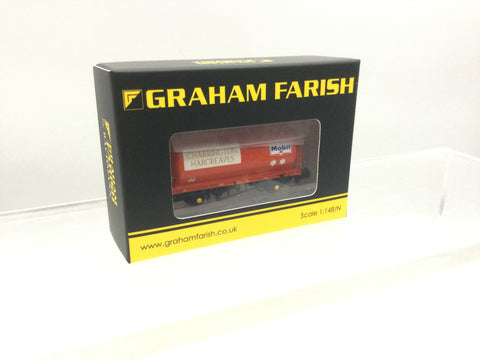 GRAHAM FARISH
CHARRINGTON
HARGREAVES
Mobil
www.grahamfarish.co.uk
Scale 1:148/N